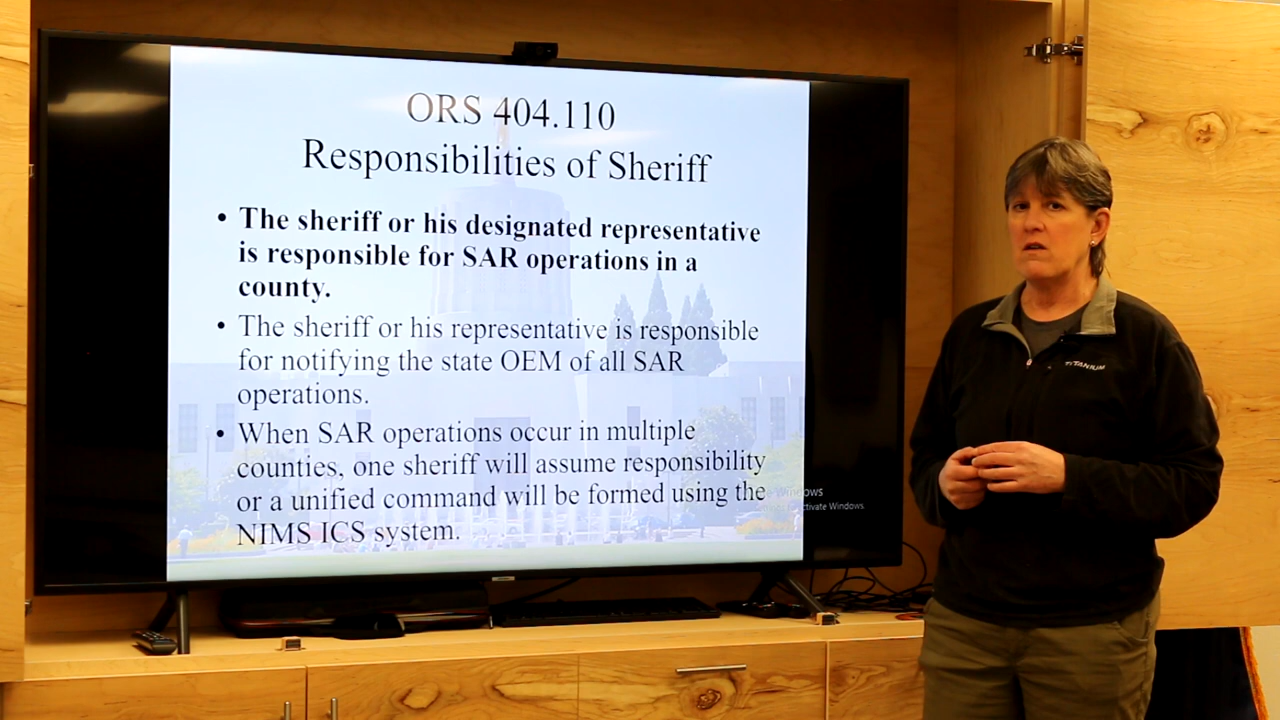 ORS 404.110
Responsibilities of Sheriff
• The sheriff or his designated representative
is responsible for SAR operations in a
county.
• The sheriff or his representative is responsible
for notifying the state OEM of all SAR
operations.
• When SAR operations occur in multiple
counties, one sheriff will assume responsibility
or a unified command will be formed using the
NIMS ICS system.
Windows
ctivate Windows.
TITANIUM